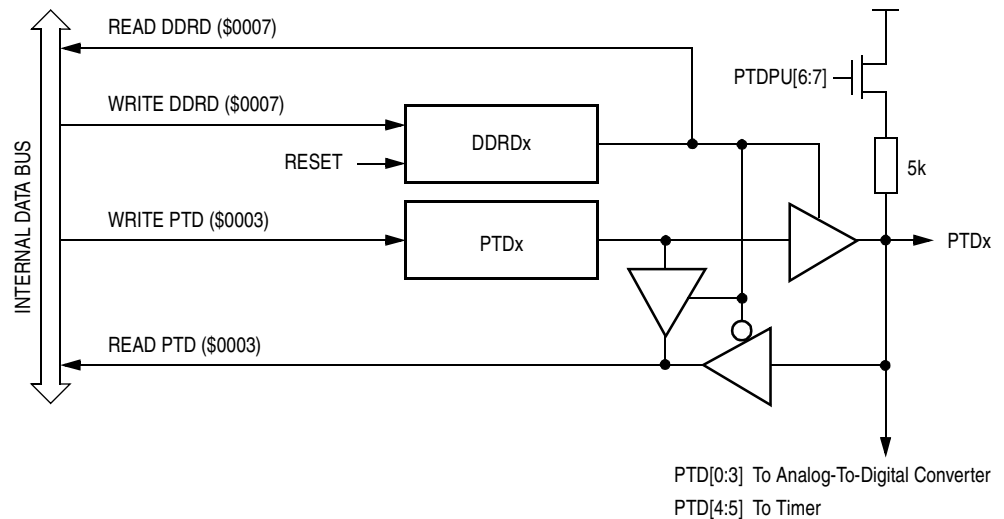 READ DDRD ($0007)
PTDPU[6:7]
WRITE DDRD ($0007)
DDRDx
RESET
5k
INTERNAL DATA BUS
WRITE PTD ($0003)
PTDx
PTDx
READ PTD ($0003)
PTD[0:3] To Analog-To-Digital Converter
PTD[4:5] To Timer